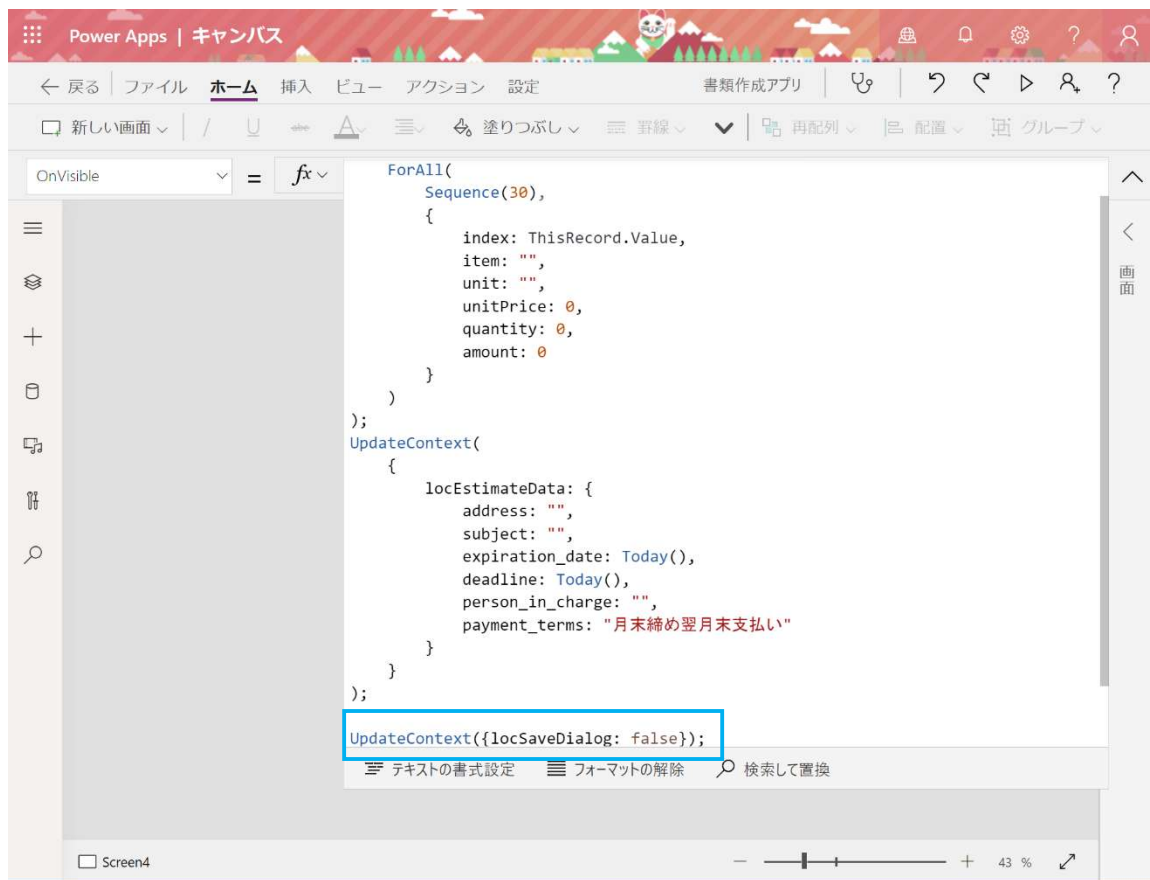 Power Apps | キャンバス
?
戻る ファイル ホーム 挿入 ビュー アクション 設定 書類作成アプリ ?
新しい画面 / U abc A 塗りつぶし 罫線 再配列 配置 グループ
OnVisible = fx
ForAll(
Sequence(30),
{
index: ThisRecord.Value,
item: "",
unit: "",
unitPrice: 0,
quantity: 0,
amount: 0
}
)
);
UpdateContext(
{
locEstimateData: {
address: "",
subject: "",
expiration_date: Today(),
deadline: Today(),
person_in_charge: "",
payment_terms: "月末締め翌月末支払い"
}
}
);
UpdateContext({locSaveDialog: false});
テキストの書式設定 フォーマットの解除 検索して置換
画面
Screen4 − + 43 %